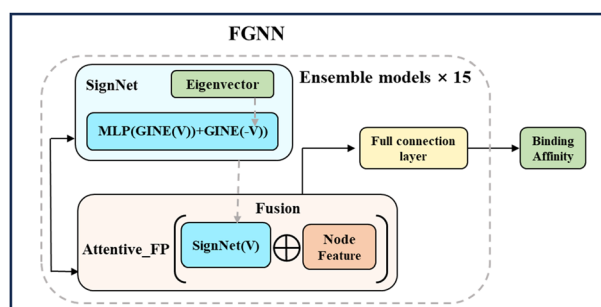 FGNN
Ensemble models × 15
SignNet
Eigenvector
MLP(GINE(V))+GINE(-V))
Full connection
layer
Binding
Affinity
Fusion
Attentive_FP
SignNet(V)
⊕
Node
Feature